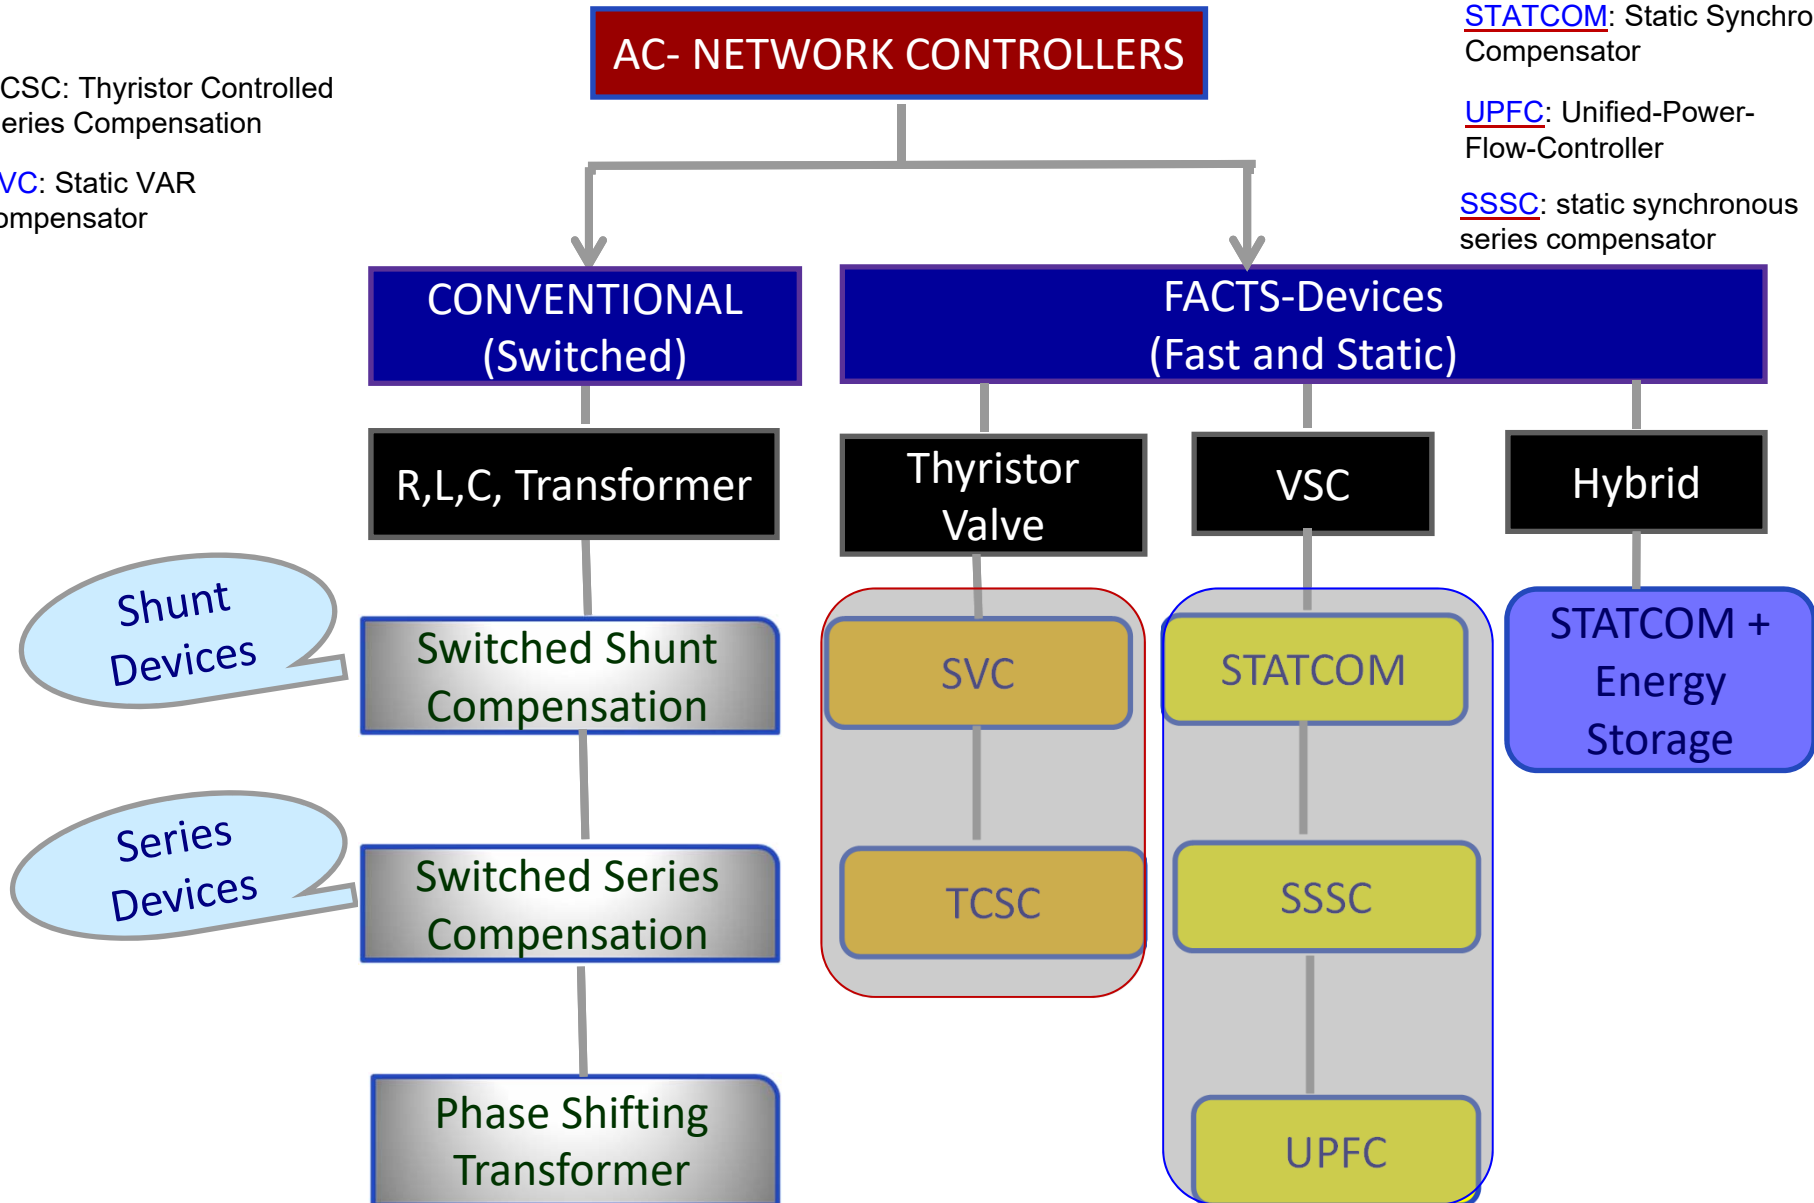 AC- NETWORK CONTROLLERS
CSC: Thyristor Controlled
eries Compensation
VC: Static VAR
ompensator
STATCOM: Static Synchro
Compensator
UPFC: Unified-Power-
Flow-Controller
SSSC: static synchronous
series compensator
CONVENTIONAL
(Switched)
FACTS-Devices
(Fast and Static)
R,L,C, Transformer
Thyristor
Valve
VSC
Hybrid
Shunt
Devices
Switched Shunt
Compensation
SVC
STATCOM
STATCOM +
Energy
Storage
Series
Devices
Switched Series
Compensation
TCSC
SSSC
Phase Shifting
Transformer
UPFC